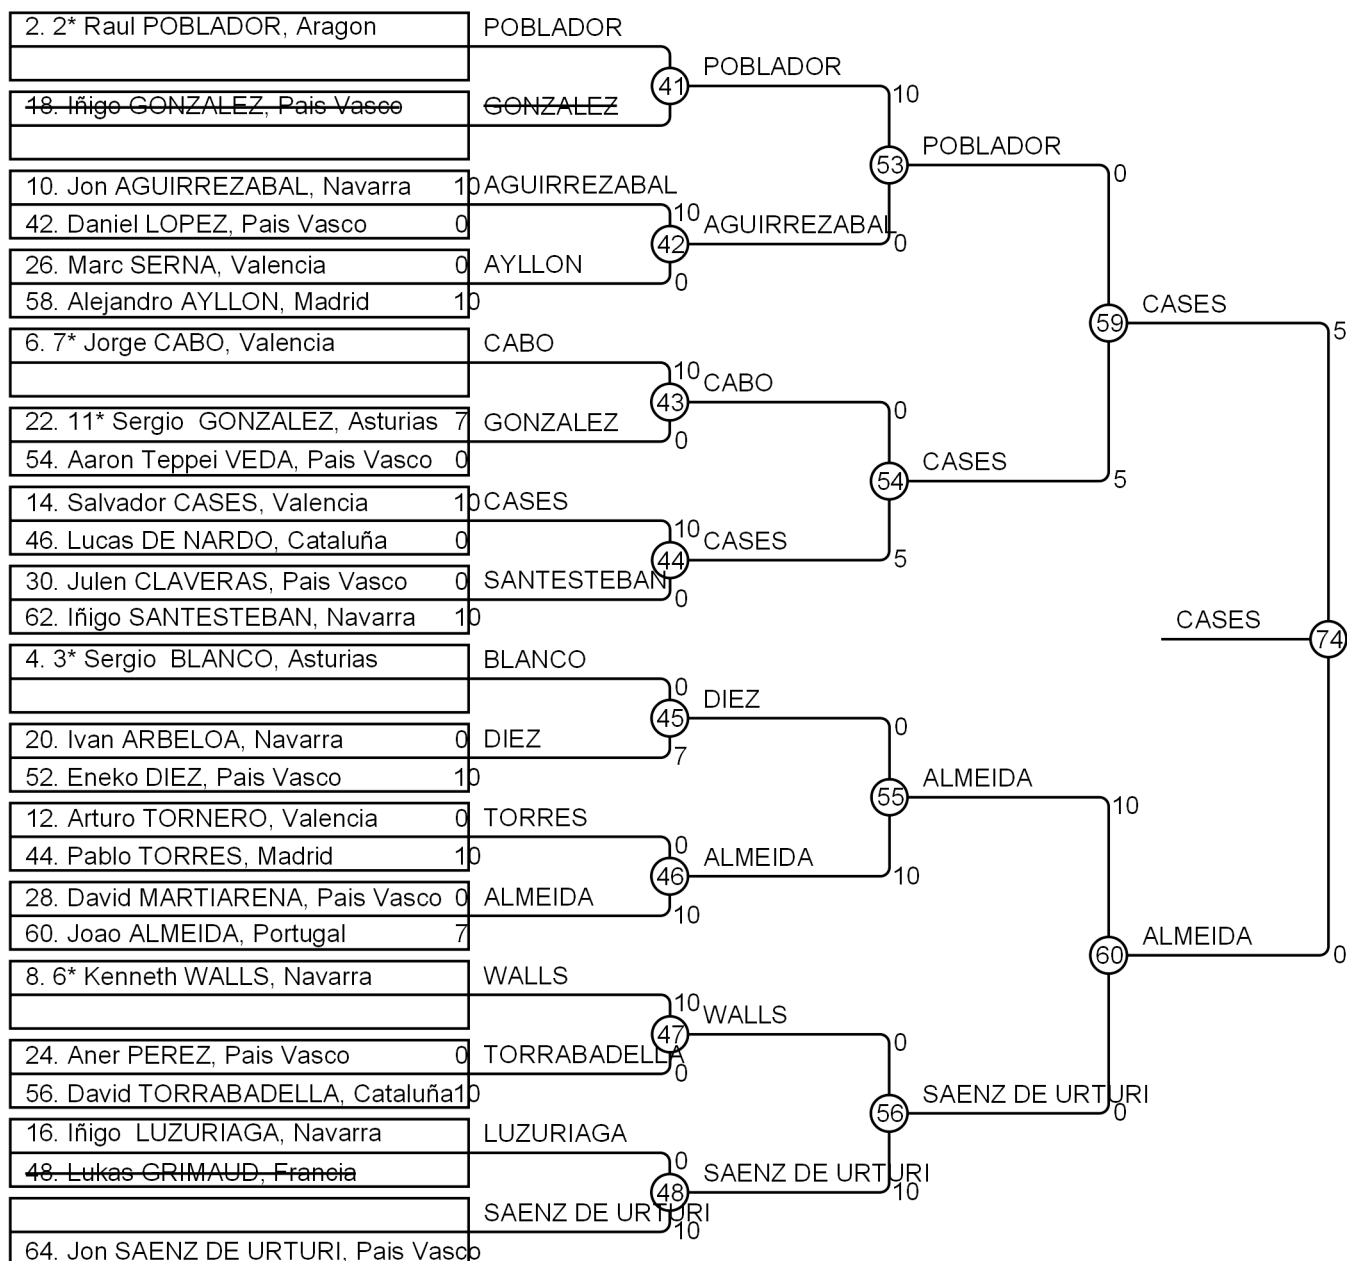 2. 2* Raul POBLADOR, Aragon
18. Iñigo GONZALEZ, Pais Vasco
10. Jon AGUIRREZABAL, Navarra 10
42. Daniel LOPEZ, Pais Vasco 0
26. Marc SERNA, Valencia 0
58. Alejandro AYLLON, Madrid 10
6. 7* Jorge CABO, Valencia
22. 11* Sergio  GONZALEZ, Asturias 7
54. Aaron Teppei VEDA, Pais Vasco 0
14. Salvador CASES, Valencia 10
46. Lucas DE NARDO, Cataluña 0
30. Julen CLAVERAS, Pais Vasco 0
62. Iñigo SANTESTEBAN, Navarra 10
4. 3* Sergio  BLANCO, Asturias
20. Ivan ARBELOA, Navarra 0
52. Eneko DIEZ, Pais Vasco 10
12. Arturo TORNERO, Valencia 0
44. Pablo TORRES, Madrid 10
28. David MARTIARENA, Pais Vasco 0
60. Joao ALMEIDA, Portugal 7
8. 6* Kenneth WALLS, Navarra
24. Aner PEREZ, Pais Vasco 0
56. David TORRABADELLA, Cataluña 10
16. Iñigo  LUZURIAGA, Navarra
48. Lukas GRIMAUD, Francia
64. Jon SAENZ DE URTURI, Pais Vasco
POBLADOR
41
GONZALEZ
AGUIRREZABAL
10
42
AYLLON
0
CABO
10
43
GONZALEZ
0
CASES
10
44
SANTESTEBAN
0
BLANCO
0
45
DIEZ
7
TORRES
0
46
ALMEIDA
10
WALLS
10
47
TORRABADELLA
0
LUZURIAGA
0
48
SAENZ DE URTURI
10
POBLADOR
10
53
AGUIRREZABAL
0
CABO
0
54
CASES
5
DIEZ
0
55
ALMEIDA
10
WALLS
0
56
SAENZ DE URTURI
10
POBLADOR
0
59
CASES
5
ALMEIDA
10
60
SAENZ DE URTURI
0
CASES
5
CASES
74
ALMEIDA
0